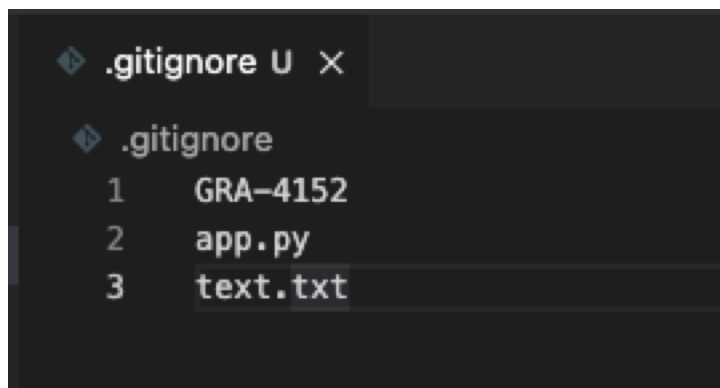 .gitignore U ×
.gitignore
1 GRA-4152
2 app.py
3 text.txt